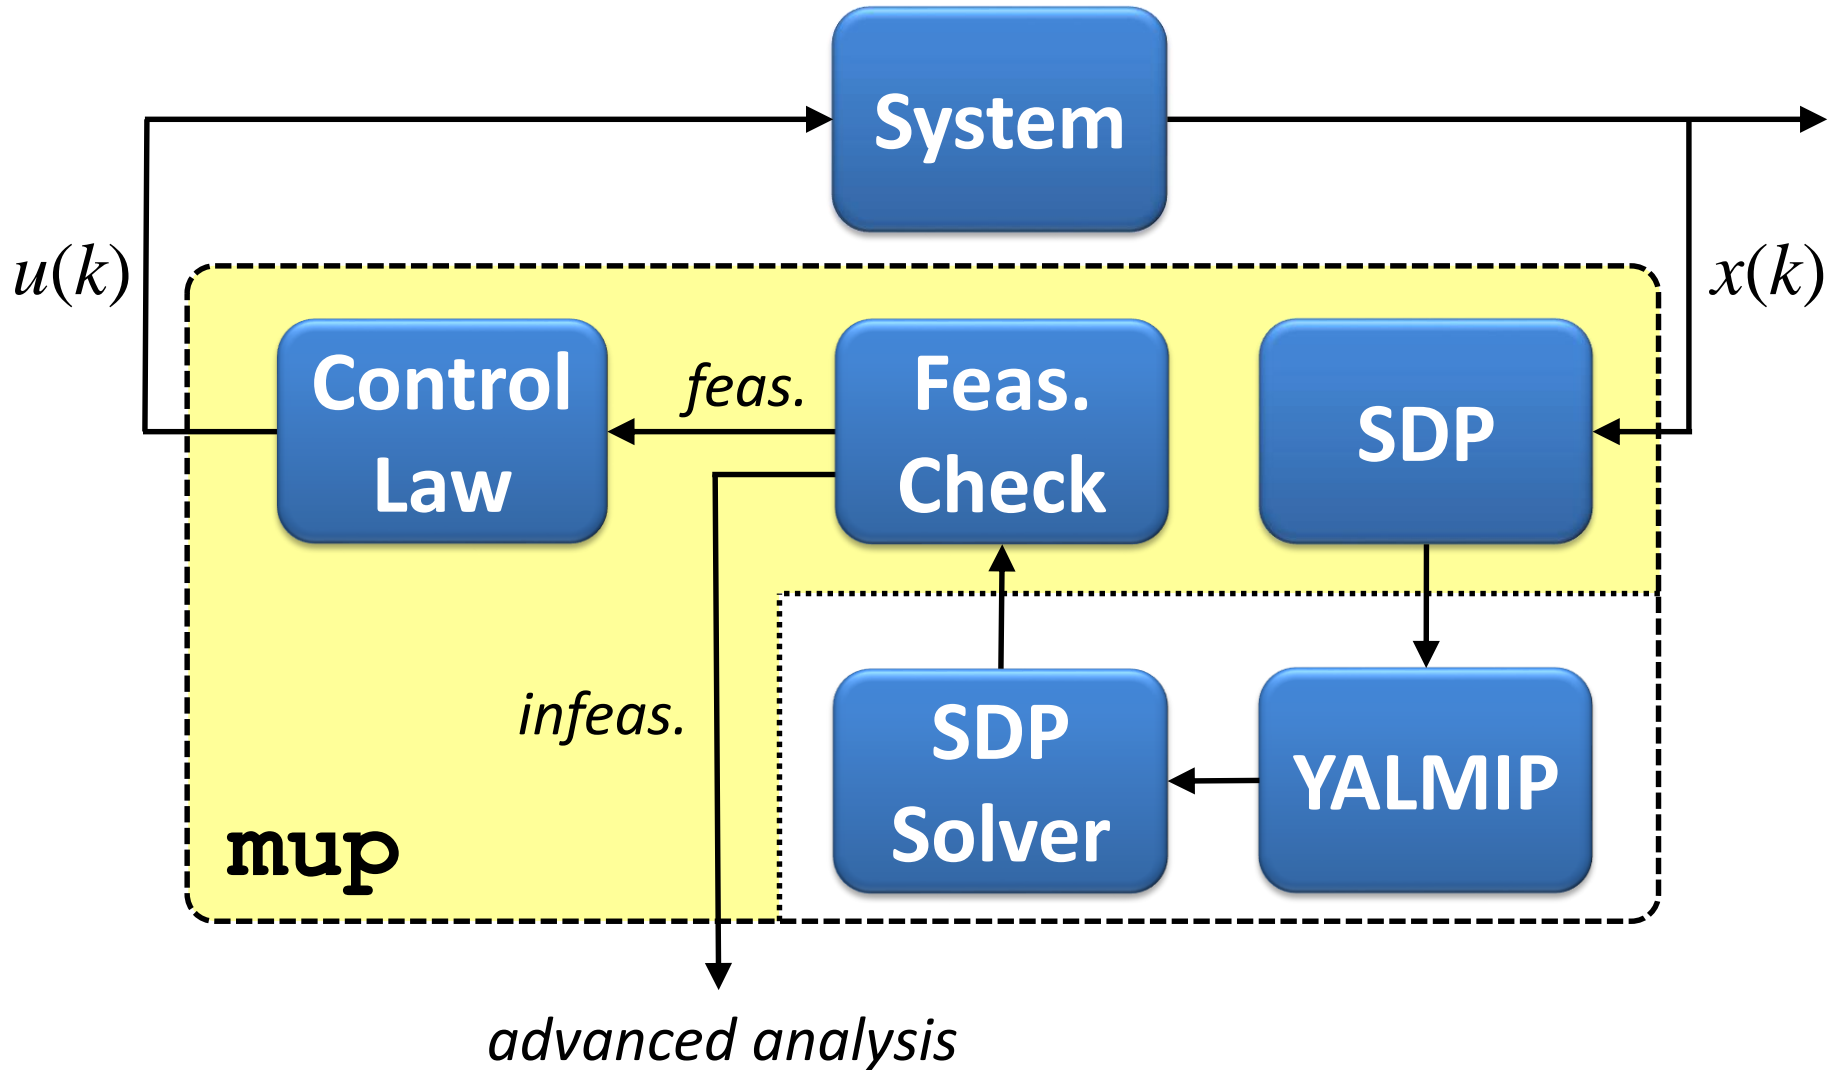 System
u(k)
x(k)
Control
Law
feas.
Feas.
Check
SDP
infeas.
SDP
Solver
YALMIP
mup
advanced analysis